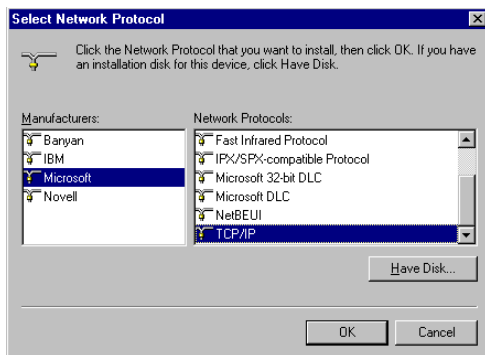 Select Network Protocol
Click the Network Protocol that you want to install, then click OK. If you have
an installation disk for this device, click Have Disk.
Manufacturers:
Banyan
IBM
Microsoft
Novell
Network Protocols:
Fast Infrared Protocol
IPX/SPX-compatible Protocol
Microsoft 32-bit DLC
Microsoft DLC
NetBEUI
TCP/IP
Have Disk...
OK
Cancel